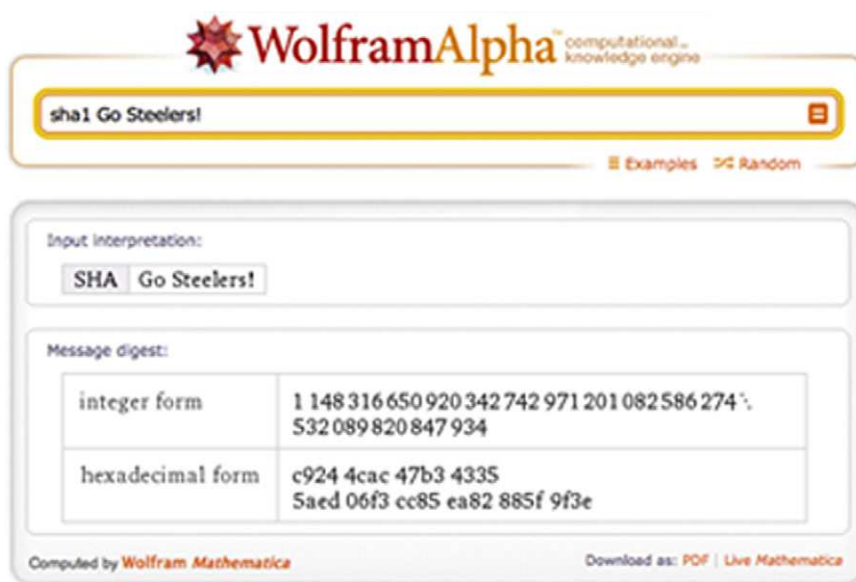 WolframAlpha™ computational knowledge engine
sha1 Go Steelers!
Examples Random
Input interpretation:
SHA Go Steelers!
Message digest:
integer form 1 148 316 650 920 342 742 971 201 082 586 274 ⋱
532 089 820 847 934
hexadecimal form c924 4cac 47b3 4335
5aed 06f3 cc85 ea82 885f 9f3e
Computed by Wolfram Mathematica Download as: PDF | Live Mathematica